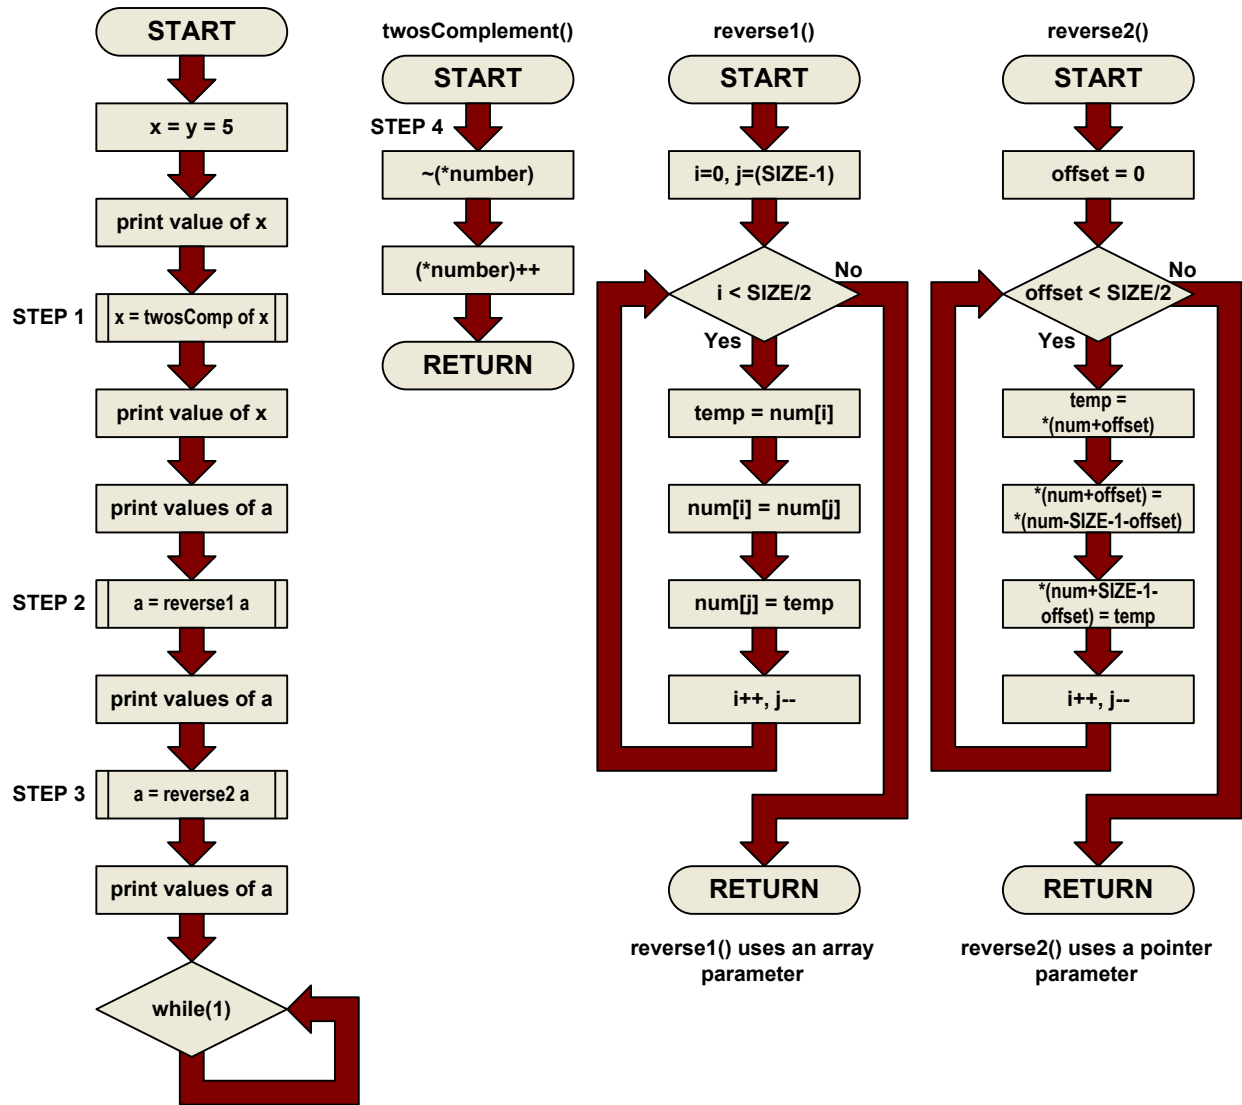 START
x = y = 5
print value of x
STEP 1
x = twosComp of x
print value of x
print values of a
STEP 2
a = reverse1 a
print values of a
STEP 3
a = reverse2 a
print values of a
while(1)
twosComplement()
START
STEP 4
~(*number)
(*number)++
RETURN
reverse1()
START
i=0, j=(SIZE-1)
i < SIZE/2
No
Yes
temp = num[i]
num[i] = num[j]
num[j] = temp
i++, j--
RETURN
reverse1() uses an array
parameter
reverse2()
START
offset = 0
offset < SIZE/2
No
Yes
temp =
*(num+offset)
*(num+offset) =
*(num-SIZE-1-offset)
*(num+SIZE-1-
offset) = temp
i++, j--
RETURN
reverse2() uses a pointer
parameter